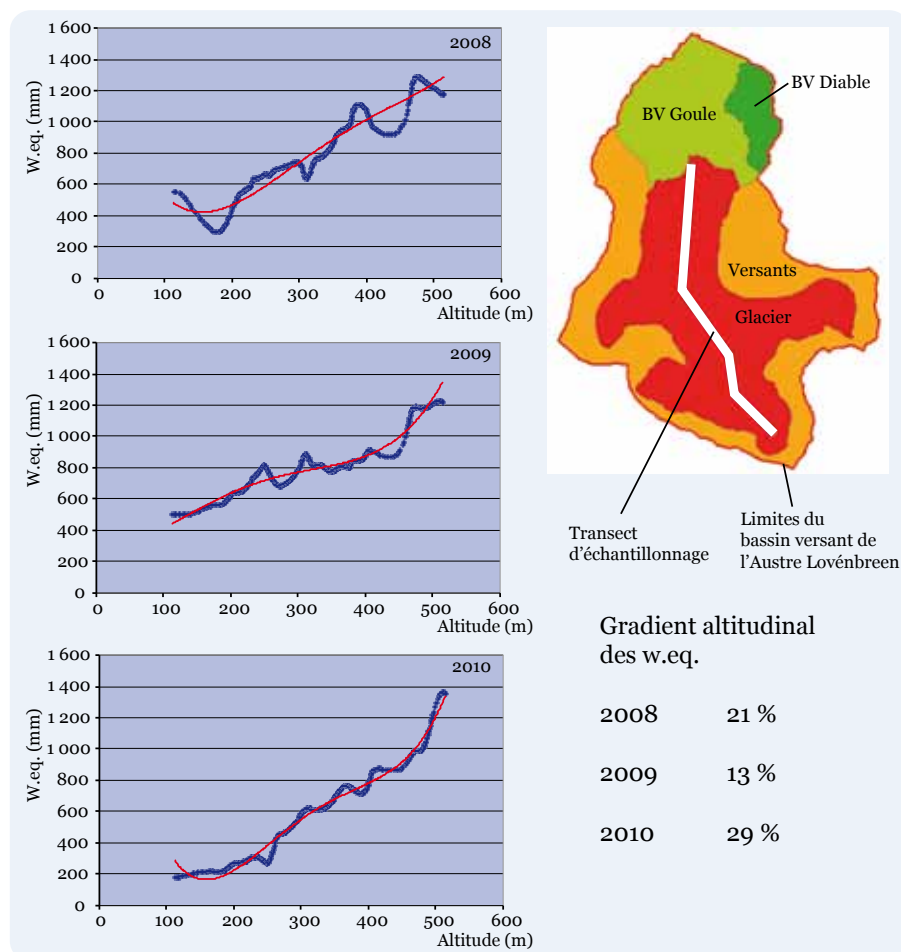 2008
W.eq. (mm)
1 600
1 400
1 200
1 000
800
600
400
200
0
0 100 200 300 400 500 600
Altitude (m)
2009
W.eq. (mm)
1 600
1 400
1 200
1 000
800
600
400
200
0
0 100 200 300 400 500 600
Altitude (m)
2010
W.eq. (mm)
1 600
1 400
1 200
1 000
800
600
400
200
0
0 100 200 300 400 500 600
Altitude (m)
BV Diable
BV Goule
Versants
Glacier
Transect
d’échantillonnage
Limites du
bassin versant de
l’Austre Lovénbreen
Gradient altitudinal
des w.eq.
2008 21 %
2009 13 %
2010 29 %